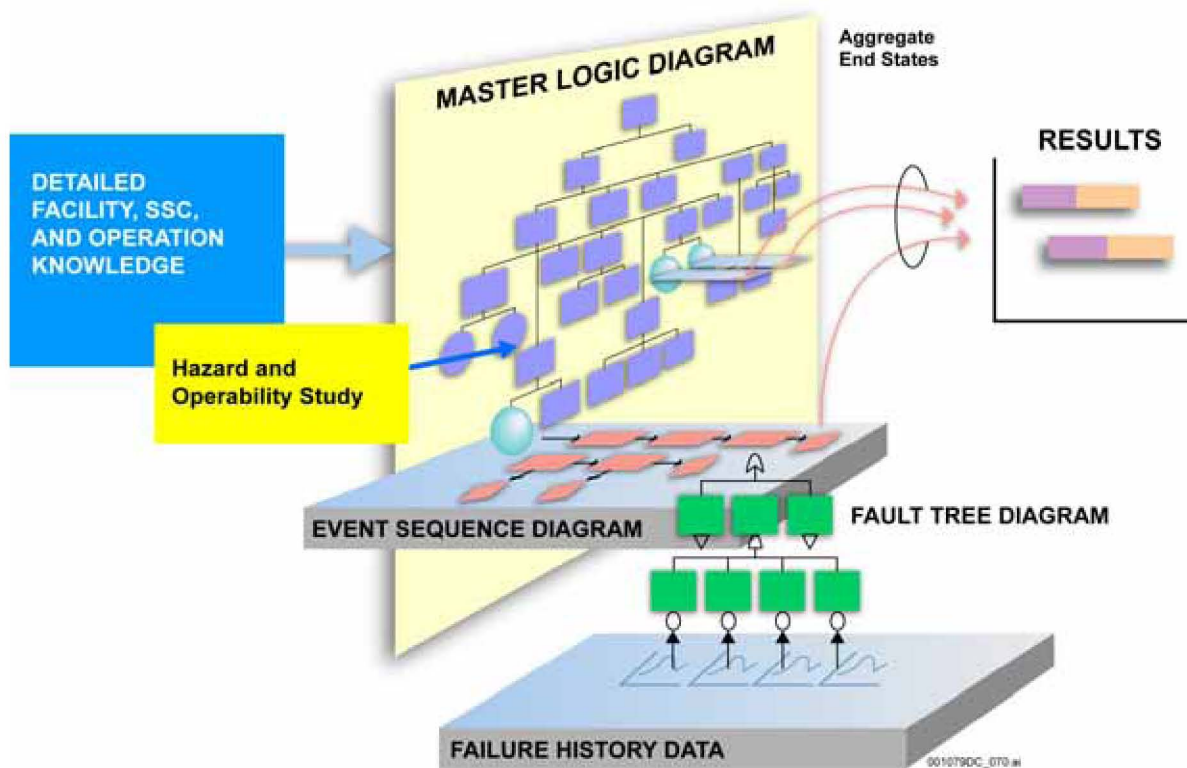 MASTER LOGIC DIAGRAM
Aggregate
End States
RESULTS
DETAILED
FACILITY, SSC,
AND OPERATION
KNOWLEDGE
Hazard and
Operability Study
EVENT SEQUENCE DIAGRAM
FAULT TREE DIAGRAM
FAILURE HISTORY DATA
001079DC_070.ai